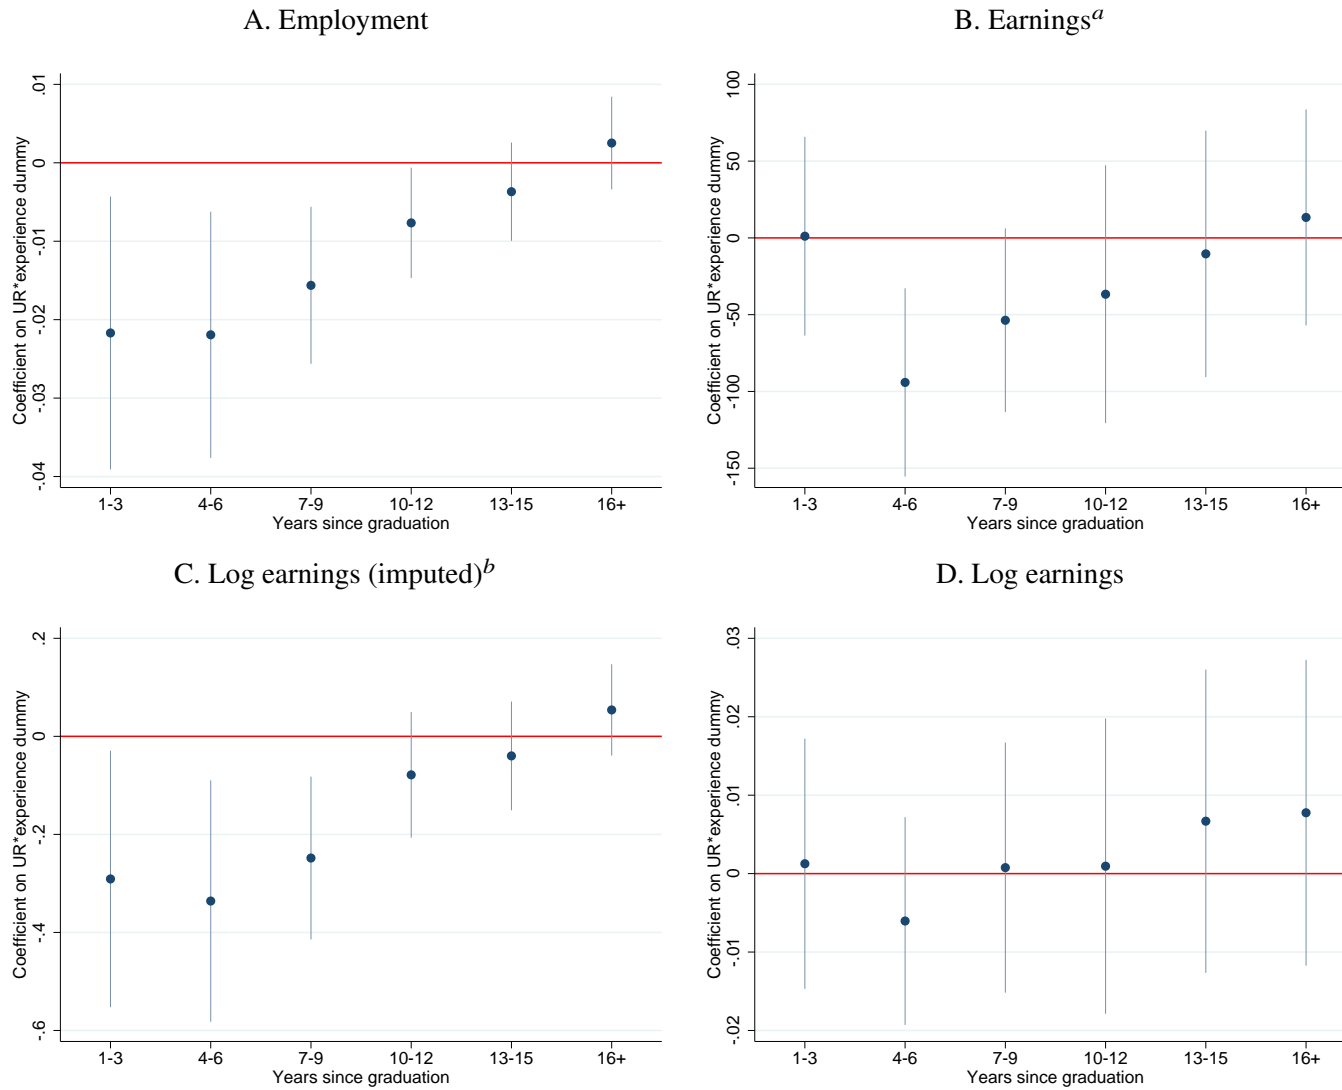 A. Employment
Coefficient on UR*experience dummy
.01
0
-.01
-.02
-.03
-.04
1-3 4-6 7-9 10-12 13-15 16+
Years since graduation
B. Earningsa
Coefficient on UR*experience dummy
100
50
0
-50
-100
-150
1-3 4-6 7-9 10-12 13-15 16+
Years since graduation
C. Log earnings (imputed)b
Coefficient on UR*experience dummy
.2
0
-.2
-.4
-.6
1-3 4-6 7-9 10-12 13-15 16+
Years since graduation
D. Log earnings
Coefficient on UR*experience dummy
.03
.02
.01
0
-.01
-.02
1-3 4-6 7-9 10-12 13-15 16+
Years since graduation